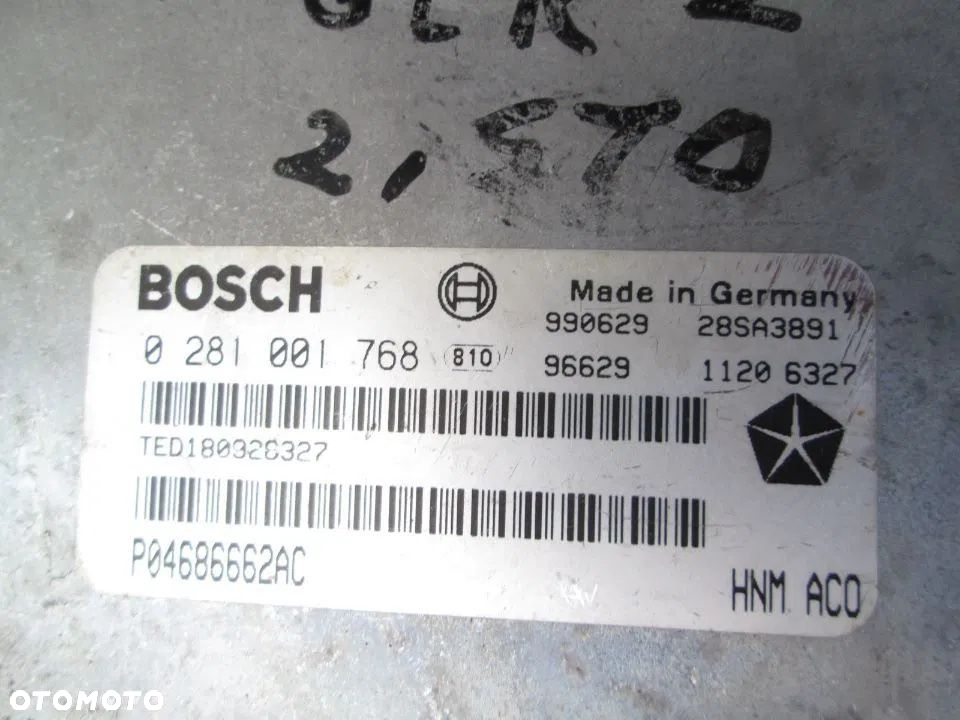 2,5TD
BOSCH Made in Germany
990629 28SA3891
0 281 001 768 810 96629 1120 6327
TED180926327
P04686662AC
HNM ACO
OTOMOTO